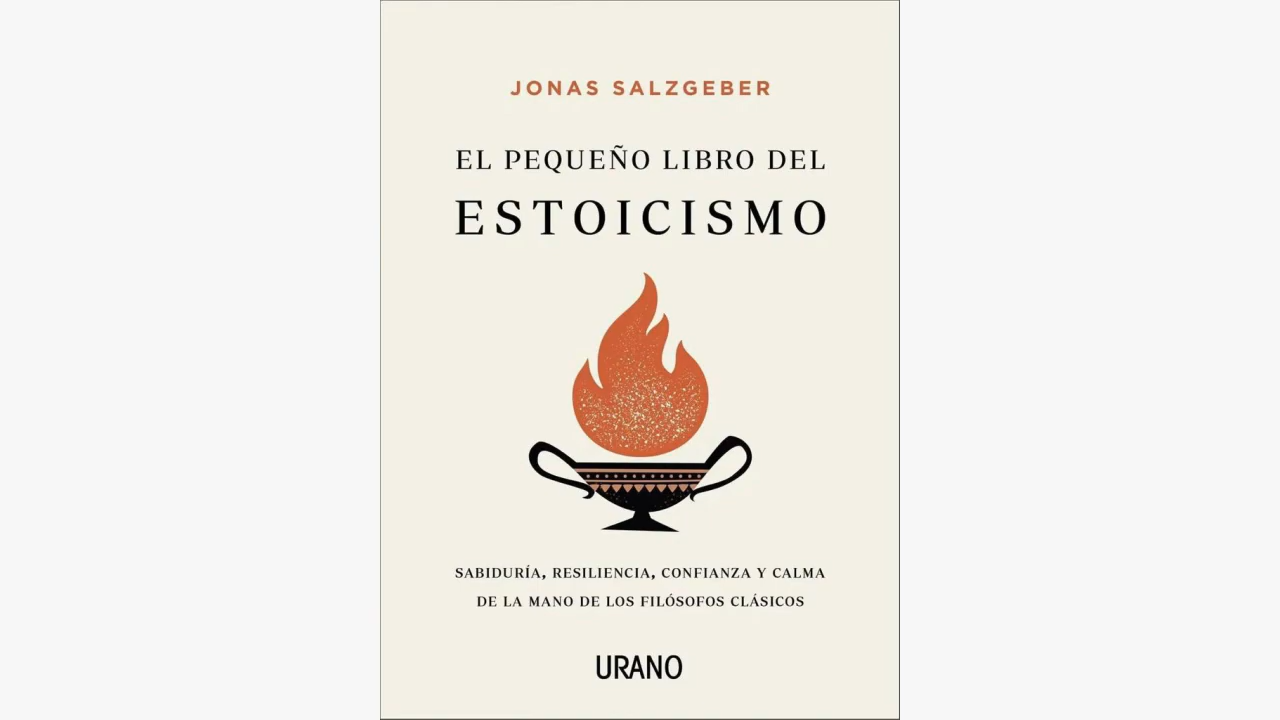 JONAS SALZGEBER
EL PEQUEÑO LIBRO DEL
ESTOICISMO
SABIDURÍA, RESILIENCIA, CONFIANZA Y CALMA
DE LA MANO DE LOS FILÓSOFOS CLÁSICOS
URANO